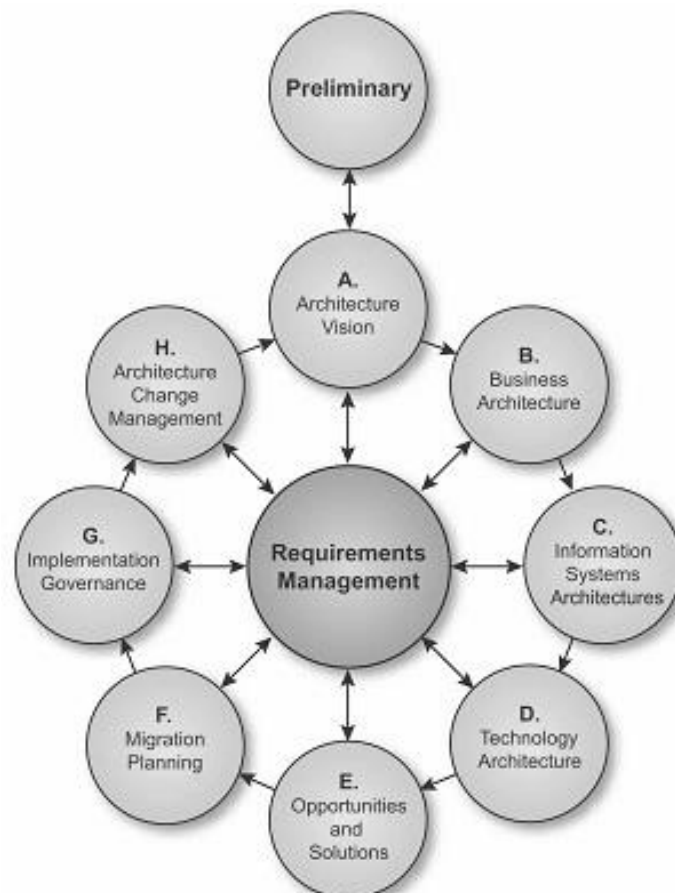 Preliminary
A.
Architecture
Vision
B.
Business
Architecture
C.
Information
Systems
Architectures
D.
Technology
Architecture
E.
Opportunities
and
Solutions
F.
Migration
Planning
G.
Implementation
Governance
H.
Architecture
Change
Management
Requirements
Management